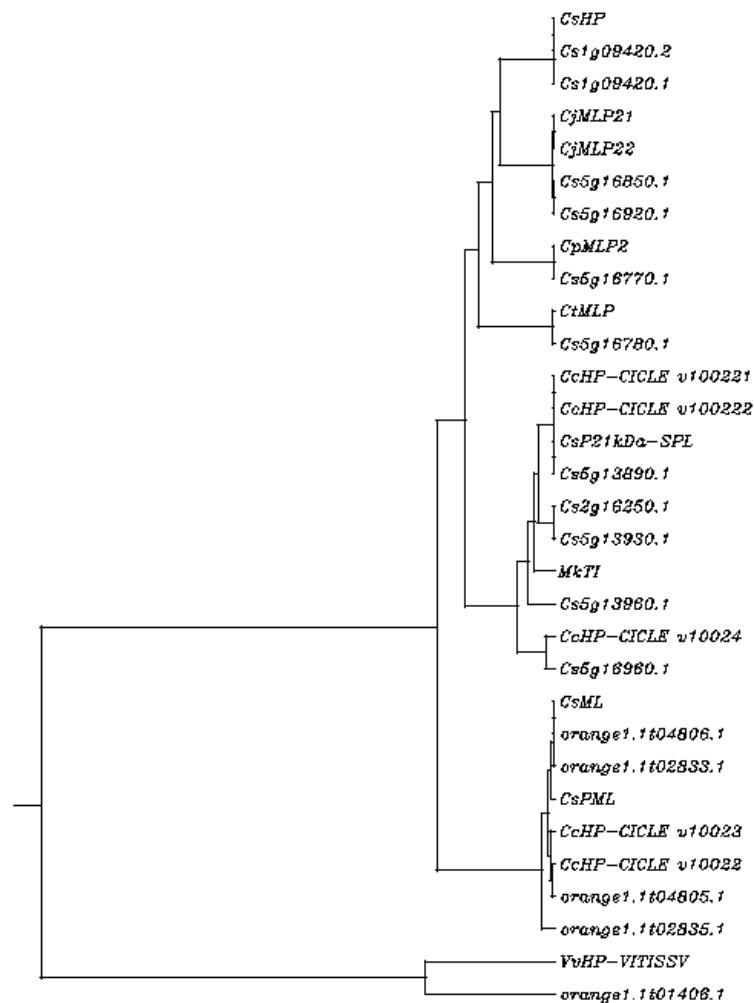 CsHP
Cs1g09420.2
Cs1g09420.1
CjMLP21
CjMLP22
Cs5g16850.1
Cs5g16920.1
CpMLP2
Cs5g16770.1
CtMLP
Cs5g16780.1
CcHP-CICLE v100221
CcHP-CICLE v100222
CsP21kDa-SPL
Cs5g13890.1
Cs2g16250.1
Cs5g13930.1
MkTI
Cs5g13960.1
CcHP-CICLE v10024
Cs5g16960.1
CsML
orange1.1t04806.1
orange1.1t02833.1
CsPML
CcHP-CICLE v10023
CcHP-CICLE v10022
orange1.1t04805.1
orange1.1t02835.1
VvHP-VITISSV
orange1.1t01406.1